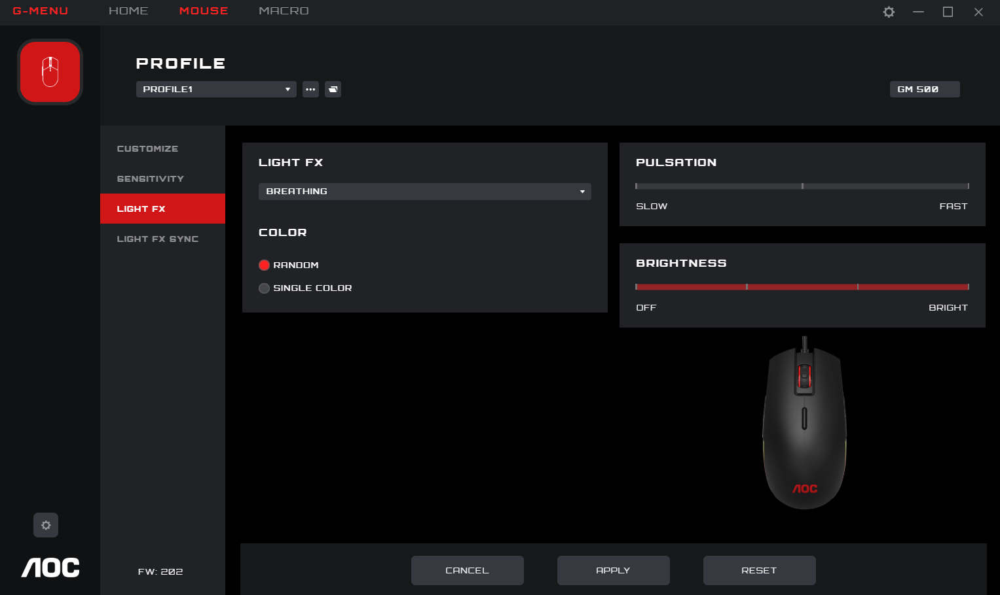 G-MENU HOME MOUSE MACRO
PROFILE
PROFILE1
GM 500
CUSTOMIZE
SENSITIVITY
LIGHT FX
LIGHT FX SYNC
LIGHT FX
BREATHING
COLOR
RANDOM
SINGLE COLOR
PULSATION
SLOW FAST
BRIGHTNESS
OFF BRIGHT
AOC
AOC
FW: 202
CANCEL APPLY RESET